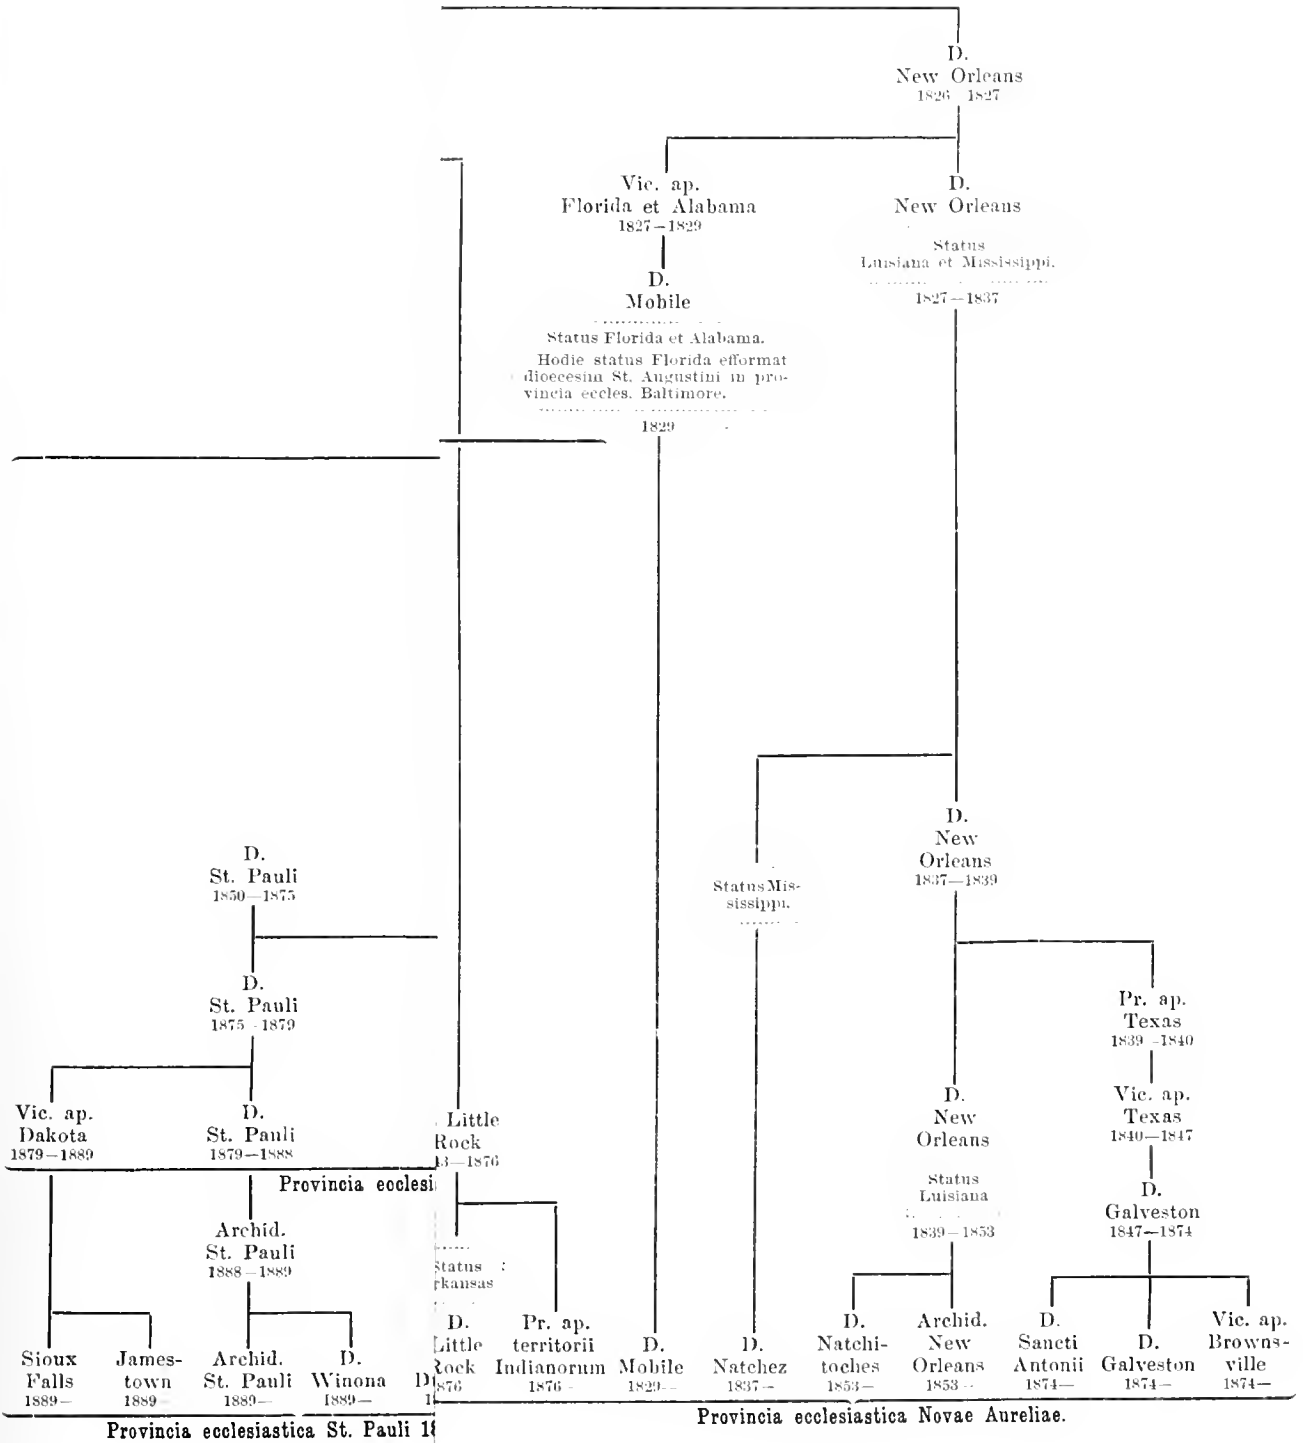 D.
New Orleans
1826 1827
Vic. ap.
Florida et Alabama
1827—1829
D.
New Orleans
Status
Luisiana et Mississippi.
1827—1837
D.
Mobile
Status Florida et Alabama.
Hodie status Florida efformat
dioecesim St. Augustini in pro-
vincia eccles. Baltimore.
1829
D.
New
Orleans
1837—1839
D.
St. Pauli
1850—1875
Status Mis-
sissippi.
D.
St. Pauli
1875-1879
Pr. ap.
Texas
1839-1840
Vic. ap.
Dakota
1879—1889
D.
St. Pauli
1879—1888
Little
Rock
13—1876
D.
New
Orleans
Status
Luisiana
1839—1853
Vic. ap.
Texas
1840—1847
Provincia ecclesi
D.
Galveston
1847—1874
Archid.
St. Pauli
1888—1889
Status
rkansas
Sioux
Falls
1889—
James-
town
1889
Archid.
St. Pauli
1889—
D.
Winona
1889—
D.
Little
Rock
876
Pr. ap.
territorii
Indianorum
1876-
D.
Mobile
1829—
D.
Natchez
1837—
D.
Natchi-
toches
1853—
Archid.
New
Orleans
1853-
D.
Sancti
Antonii
1874—
D.
Galveston
1874—
Vic. ap.
Browns-
ville
1874—
Provincia ecclesiastica St. Pauli 18
Provincia ecclesiastica Novae Aureliae.